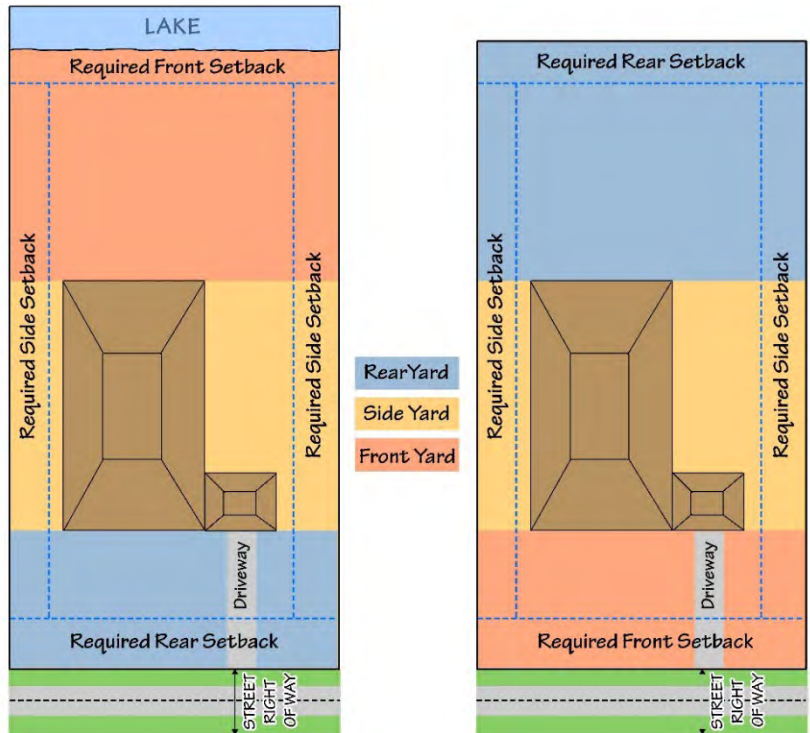 LAKE
Required Front Setback
Required Side Setback
Required Side Setback
Driveway
Required Rear Setback
STREET
RIGHT
OF WAY
RearYard
Side Yard
Front Yard
Required Rear Setback
Required Side Setback
Required Side Setback
Driveway
Required Front Setback
STREET
RIGHT
OF WAY